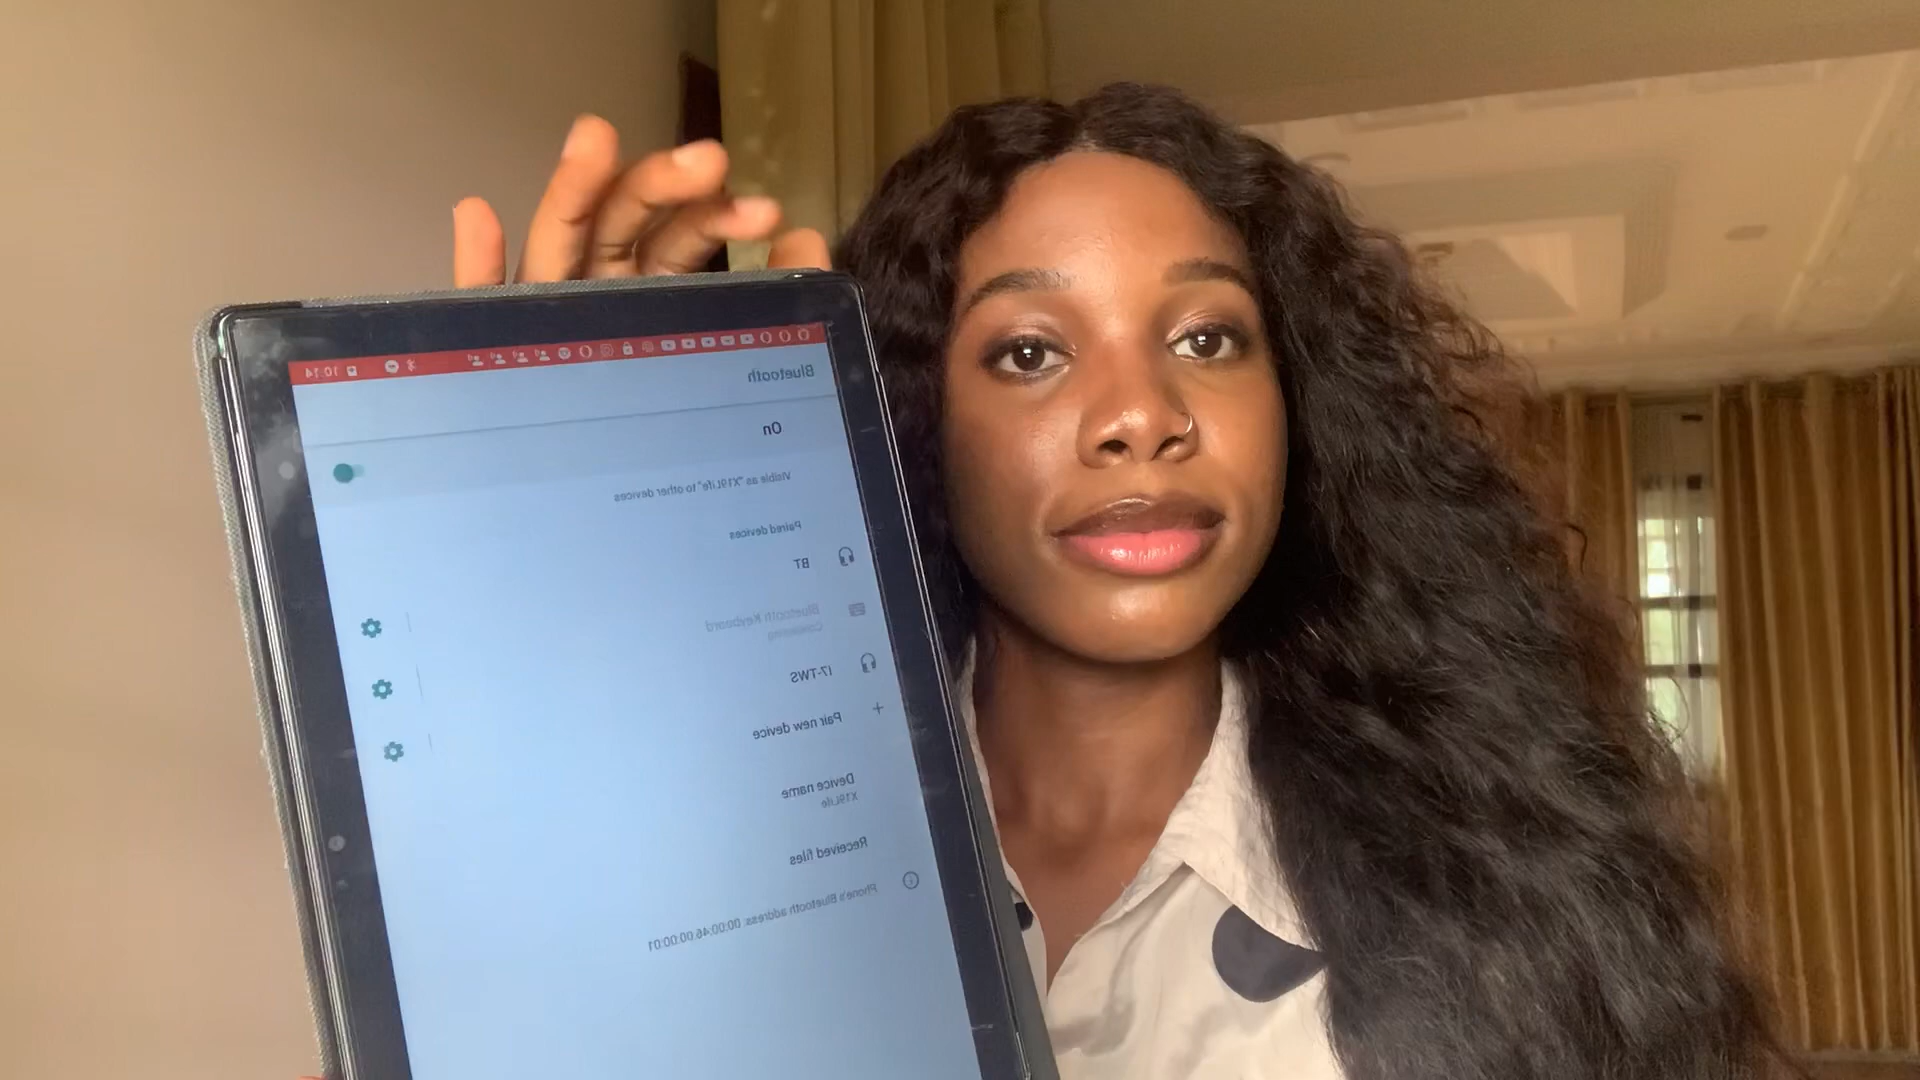 10:14
Bluetooth
On
Visible as "X19Life" to other devices
Paired devices
BT
Bluetooth Keyboard
Connecting
i7-TWS
Pair new device
Device name
X19Life
Received files
Phone's Bluetooth address: 00:00:46:00:00:01